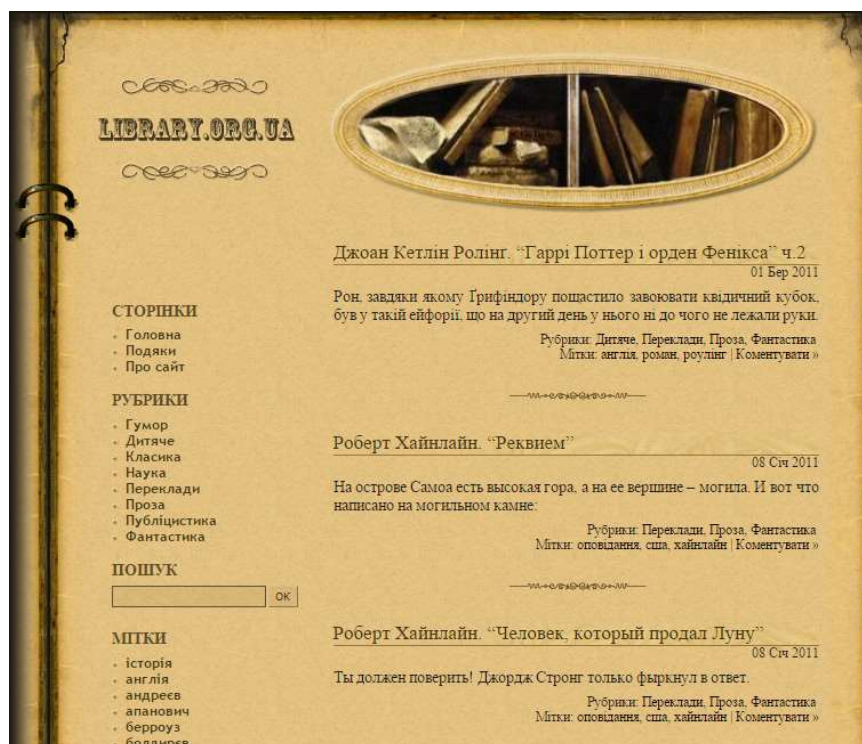 LIBRARY.ORG.UA
СТОРІНКИ
Головна
Подяки
Про сайт
РУБРИКИ
Гумор
Дитяче
Класика
Наука
Переклади
Проза
Публіцистика
Фантастика
ПОШУК
ОК
МІТКИ
історія
англія
андреєв
апанович
берроуз
болдирєв
Джоан Кетлін Ролінґ. “Гаррі Поттер і орден Фенікса” ч.2
01 Бер 2011
Рон, завдяки якому Ґрифіндору пощастило завоювати квідичний кубок,
був у такій ейфорії, що на другий день у нього ні до чого не лежали руки.
Рубрики: Дитяче, Переклади, Проза, Фантастика
Мітки: англія, роман, роулінг | Коментувати »
Роберт Хайнлайн. “Реквием”
08 Січ 2011
На острове Самоа есть высокая гора, а на ее вершине – могила. И вот что
написано на могильном камне:
Рубрики: Переклади, Проза, Фантастика
Мітки: оповідання, сша, хайнлайн | Коментувати »
Роберт Хайнлайн. “Человек, который продал Луну”
08 Січ 2011
Ты должен поверить! Джордж Стронг только фыркнул в ответ.
Рубрики: Переклади, Проза, Фантастика
Мітки: оповідання, сша, хайнлайн | Коментувати »